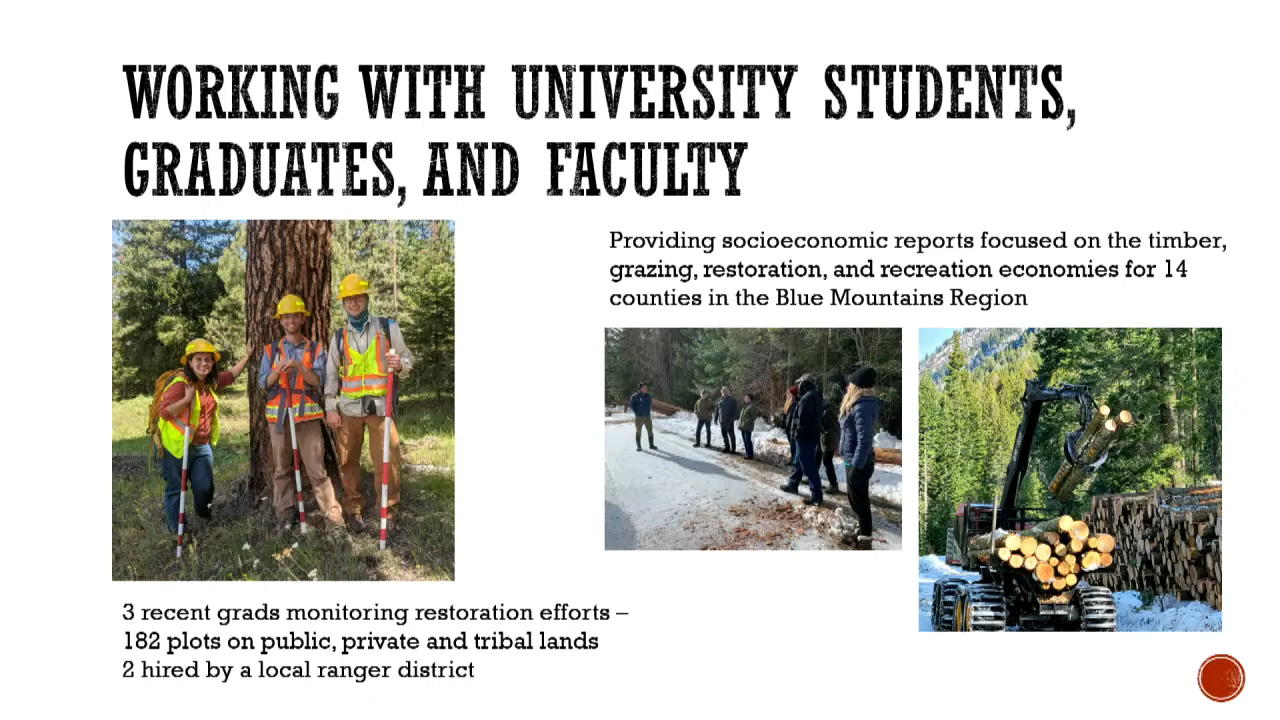 WORKING WITH UNIVERSITY STUDENTS,
GRADUATES, AND FACULTY
Providing socioeconomic reports focused on the timber,
grazing, restoration, and recreation economies for 14
counties in the Blue Mountains Region
3 recent grads monitoring restoration efforts –
182 plots on public, private and tribal lands
2 hired by a local ranger district